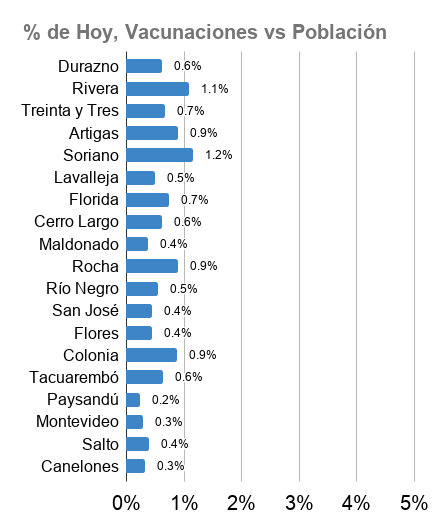 % de Hoy, Vacunaciones vs Población
Durazno 0.6%
Rivera 1.1%
Treinta y Tres 0.7%
Artigas 0.9%
Soriano 1.2%
Lavalleja 0.5%
Florida 0.7%
Cerro Largo 0.6%
Maldonado 0.4%
Rocha 0.9%
Río Negro 0.5%
San José 0.4%
Flores 0.4%
Colonia 0.9%
Tacuarembó 0.6%
Paysandú 0.2%
Montevideo 0.3%
Salto 0.4%
Canelones 0.3%
0% 1% 2% 3% 4% 5%